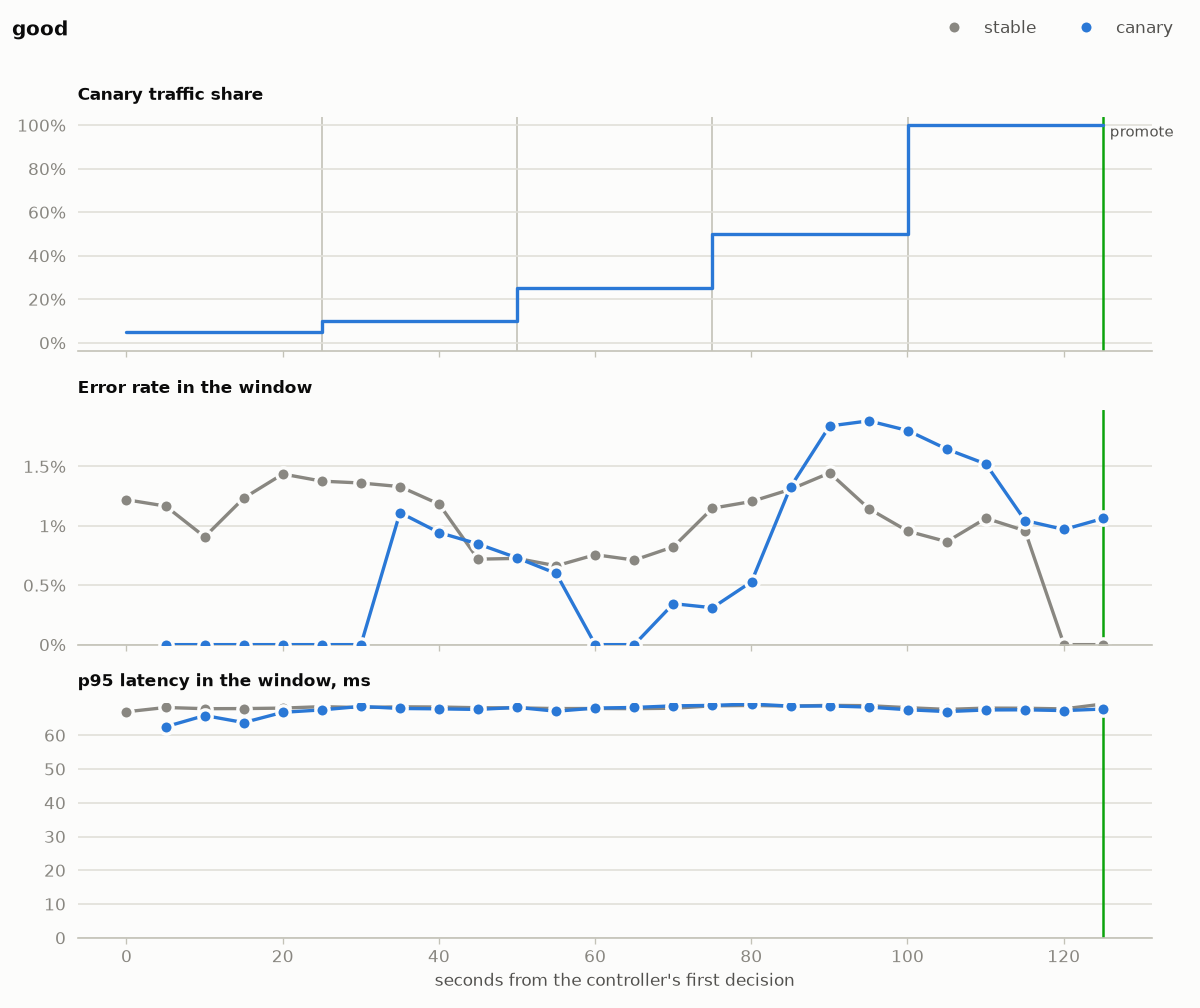 good
stable canary
Canary traffic share
100%
promote
80%
60%
40%
20%
0%
Error rate in the window
1.5%
1%
0.5%
0%
p95 latency in the window, ms
60
50
40
30
20
10
0
0 20 40 60 80 100 120
seconds from the controller's first decision